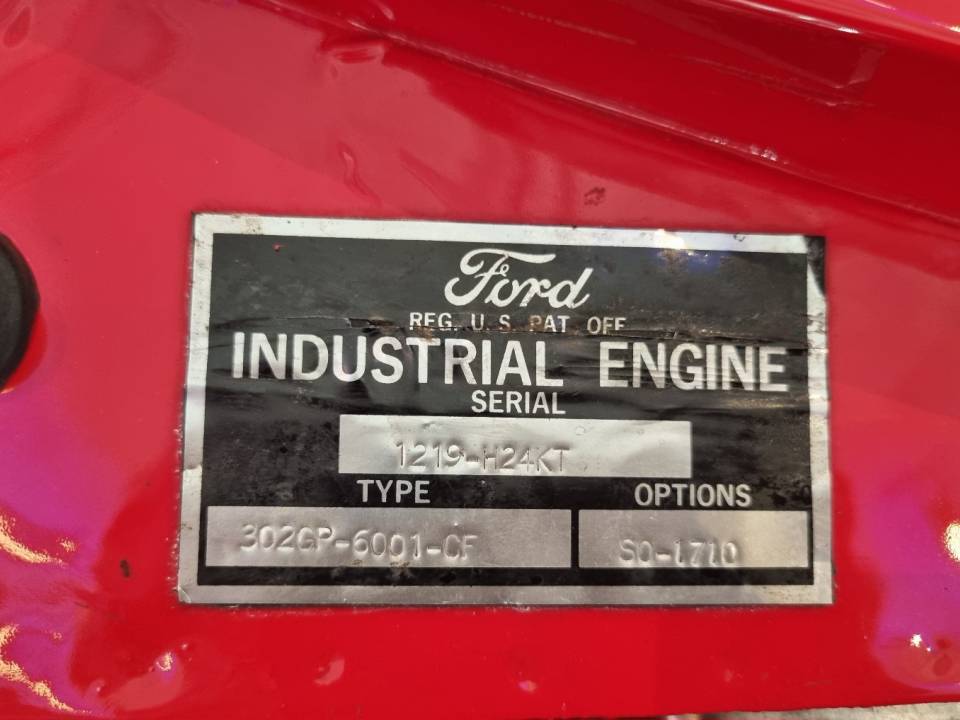 Ford
REG. U.S. PAT. OFF.
INDUSTRIAL ENGINE
SERIAL
1219-H24KT
TYPE OPTIONS
302GP-6001-CF SO-1710